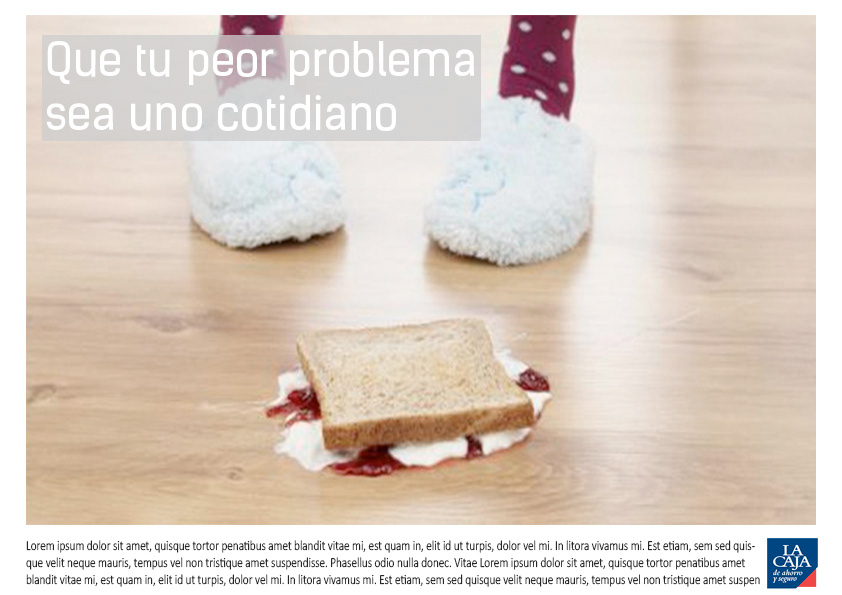 Que tu peor problema
sea uno cotidiano
Lorem ipsum dolor sit amet, quisque tortor penatibus amet blandit vitae mi, est quam in, elit id ut turpis, dolor vel mi. In litora vivamus mi. Est etiam, sem sed quis-
que velit neque mauris, tempus vel non tristique amet suspendisse. Phasellus odio nulla donec. Vitae Lorem ipsum dolor sit amet, quisque tortor penatibus amet
blandit vitae mi, est quam in, elit id ut turpis, dolor vel mi. In litora vivamus mi. Est etiam, sem sed quisque velit neque mauris, tempus vel non tristique amet suspen
LA
CAJA
de ahorro
y seguro